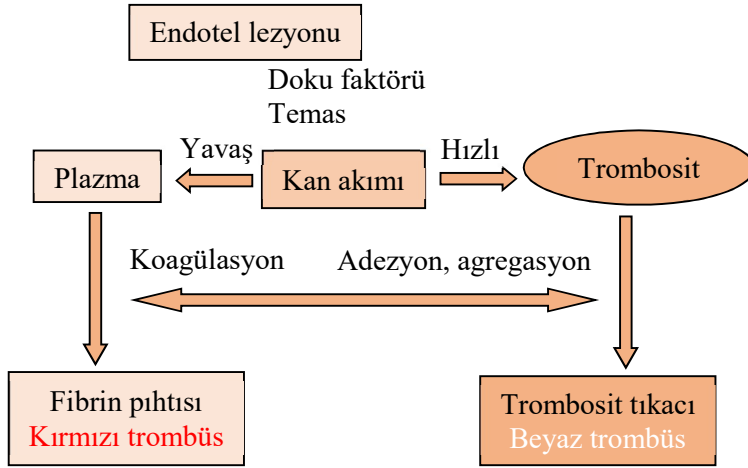 Endotel lezyonu
Doku faktörü
Temas
Yavaş
Hızlı
Plazma
Kan akımı
Trombosit
Koagülasyon
Adezyon, agregasyon
Fibrin pıhtısı
Kırmızı trombüs
Trombosit tıkacı
Beyaz trombüs